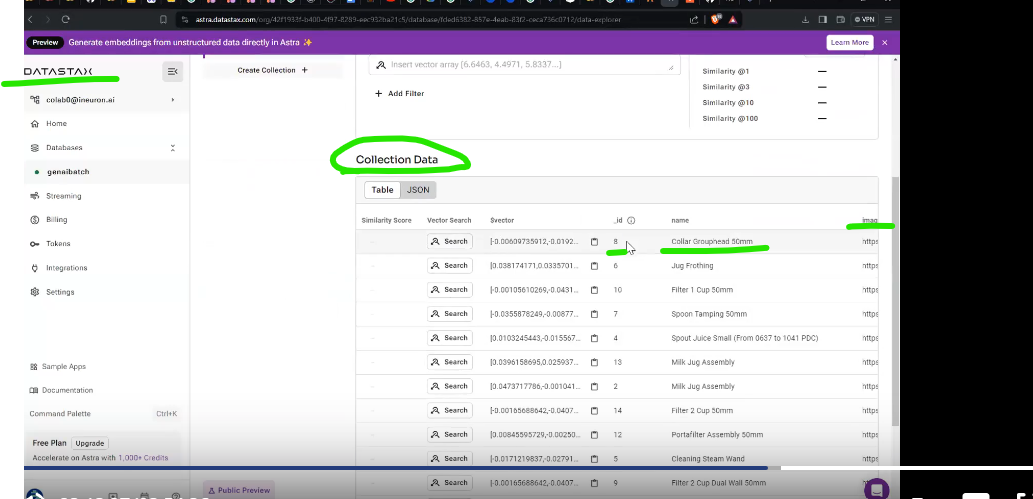 astra.datastax.com/org/42f1933f-b400-4f97-8289-eec932ba21c5/database/fded6382-857e-4eab-83f2-ceca736c0712/data-explorer
VPN
Preview Generate embeddings from unstructured data directly in Astra ✨ Learn More
DATASTAX
colab0@ineuron.ai
Home
Databases
genaibatch
Streaming
Billing
Tokens
Integrations
Settings
Sample Apps
Documentation
Command Palette Ctrl+K
Free Plan Upgrade
Accelerate on Astra with 1,000+ Credits
Create Collection +
Insert vector array [6.6463, 4.4971, 5.8337...]
+ Add Filter
Similarity @1 —
Similarity @3 —
Similarity @10 —
Similarity @100 —
Collection Data
Table JSON
Similarity Score Vector Search $vector _id name imag
Search [-0.00609735912,-0.0192... 8 Collar Grouphead 50mm https
Search [0.038174171,0.0335701... 6 Jug Frothing https
Search [-0.00105610269,-0.0431... 10 Filter 1 Cup 50mm https
Search [-0.0355878249,-0.00877... 7 Spoon Tamping 50mm https
Search [0.0103245443,-0.015567... 4 Spout Juice Small (From 0637 to 1041 PDC) https
Search [0.0396158695,0.025937... 13 Milk Jug Assembly https
Search [0.0473717786,-0.001041... 2 Milk Jug Assembly https
Search [-0.00165688642,-0.0407... 14 Filter 2 Cup 50mm https
Search [0.00845595729,-0.00250... 12 Portafilter Assembly 50mm https
Search [-0.0171219837,-0.02791... 5 Cleaning Steam Wand https
Search [-0.00165688642,-0.0407... 9 Filter 2 Cup Dual Wall 50mm https
Public Preview